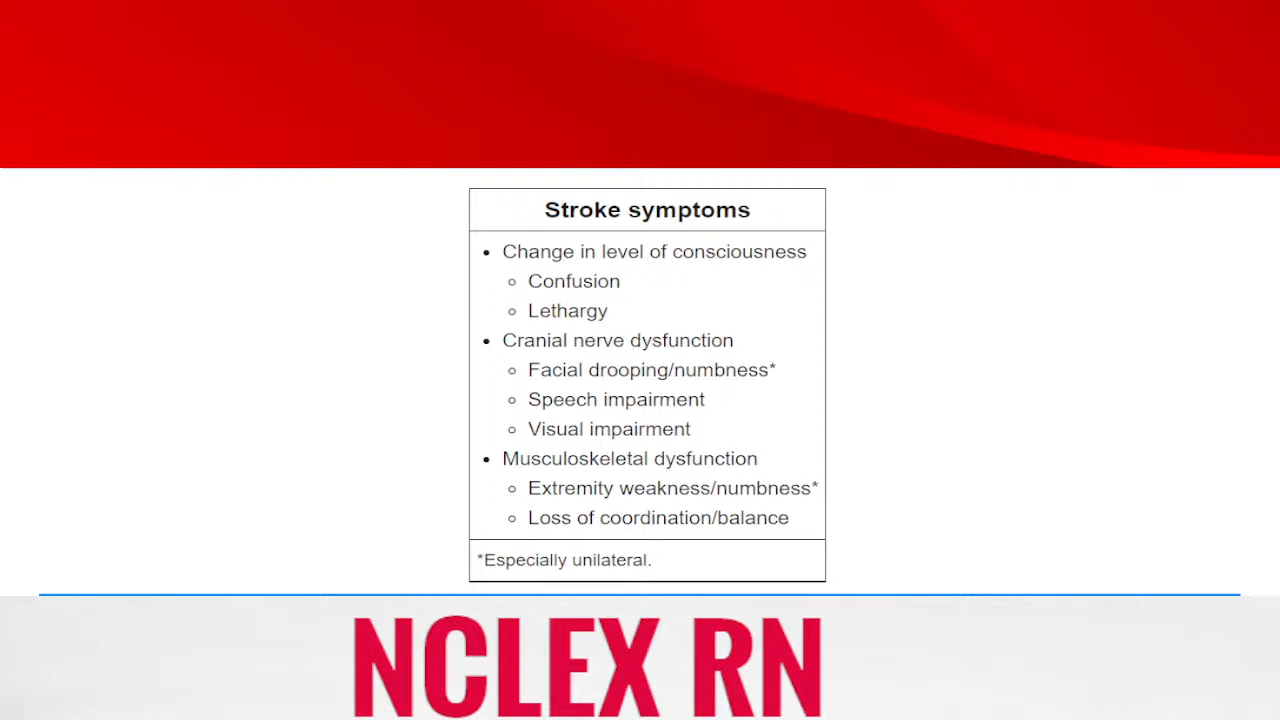 Stroke symptoms
• Change in level of consciousness
○ Confusion
○ Lethargy
• Cranial nerve dysfunction
○ Facial drooping/numbness*
○ Speech impairment
○ Visual impairment
• Musculoskeletal dysfunction
○ Extremity weakness/numbness*
○ Loss of coordination/balance
*Especially unilateral.
NCLEX RN